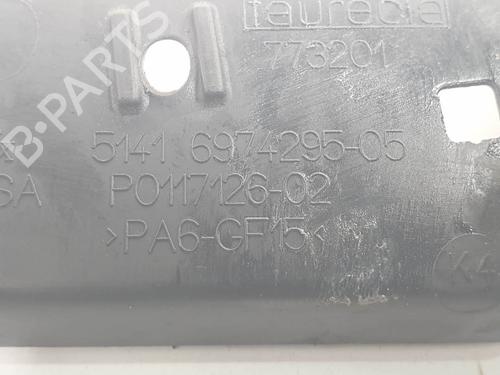 faurecia
773201
5141 6974295-05
SA P0117126-02
>PA6-GF15<
B-PARTS